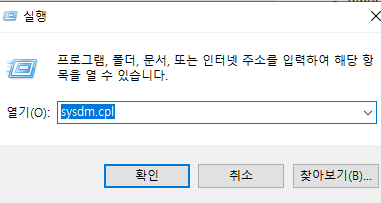 실행
프로그램, 폴더, 문서, 또는 인터넷 주소를 입력하여 해당 항
목을 열 수 있습니다.
열기(O): sysdm.cpl
확인 취소 찾아보기(B)...